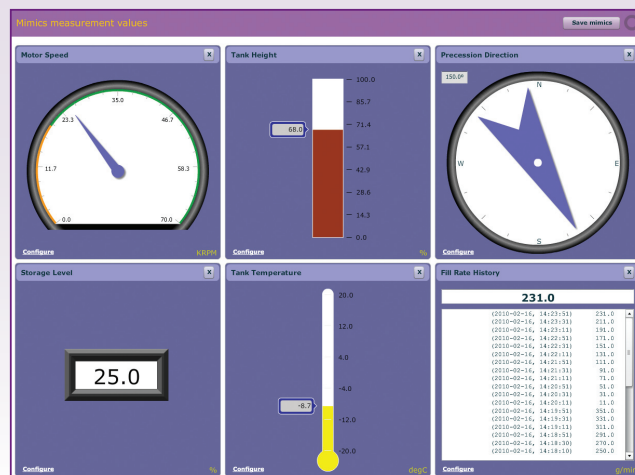 Mimics measurement values
Save mimics
Motor Speed X
35.0
23.3 46.7
11.7 58.3
0.0 70.0
Configure KRPM
Tank Height X
100.0
85.7
71.4
68.0
57.1
42.9
28.6
14.3
0.0
Configure %
Precession Direction X
150.0º
N
W E
S
Configure
Storage Level X
25.0
Configure %
Tank Temperature X
20.0
12.0
4.0
-4.0
-8.7
-12.0
-20.0
Configure degC
Fill Rate History X
231.0
(2010-02-16, 14:23:51) 231.0
(2010-02-16, 14:23:31) 211.0
(2010-02-16, 14:23:11) 191.0
(2010-02-16, 14:22:51) 171.0
(2010-02-16, 14:22:31) 151.0
(2010-02-16, 14:22:11) 131.0
(2010-02-16, 14:21:51) 111.0
(2010-02-16, 14:21:31) 91.0
(2010-02-16, 14:21:11) 71.0
(2010-02-16, 14:20:51) 51.0
(2010-02-16, 14:20:31) 31.0
(2010-02-16, 14:20:11) 11.0
(2010-02-16, 14:19:51) 351.0
(2010-02-16, 14:19:31) 331.0
(2010-02-16, 14:19:11) 311.0
(2010-02-16, 14:18:51) 291.0
(2010-02-16, 14:18:30) 270.0
(2010-02-16, 14:18:10) 250.0
Configure g/min